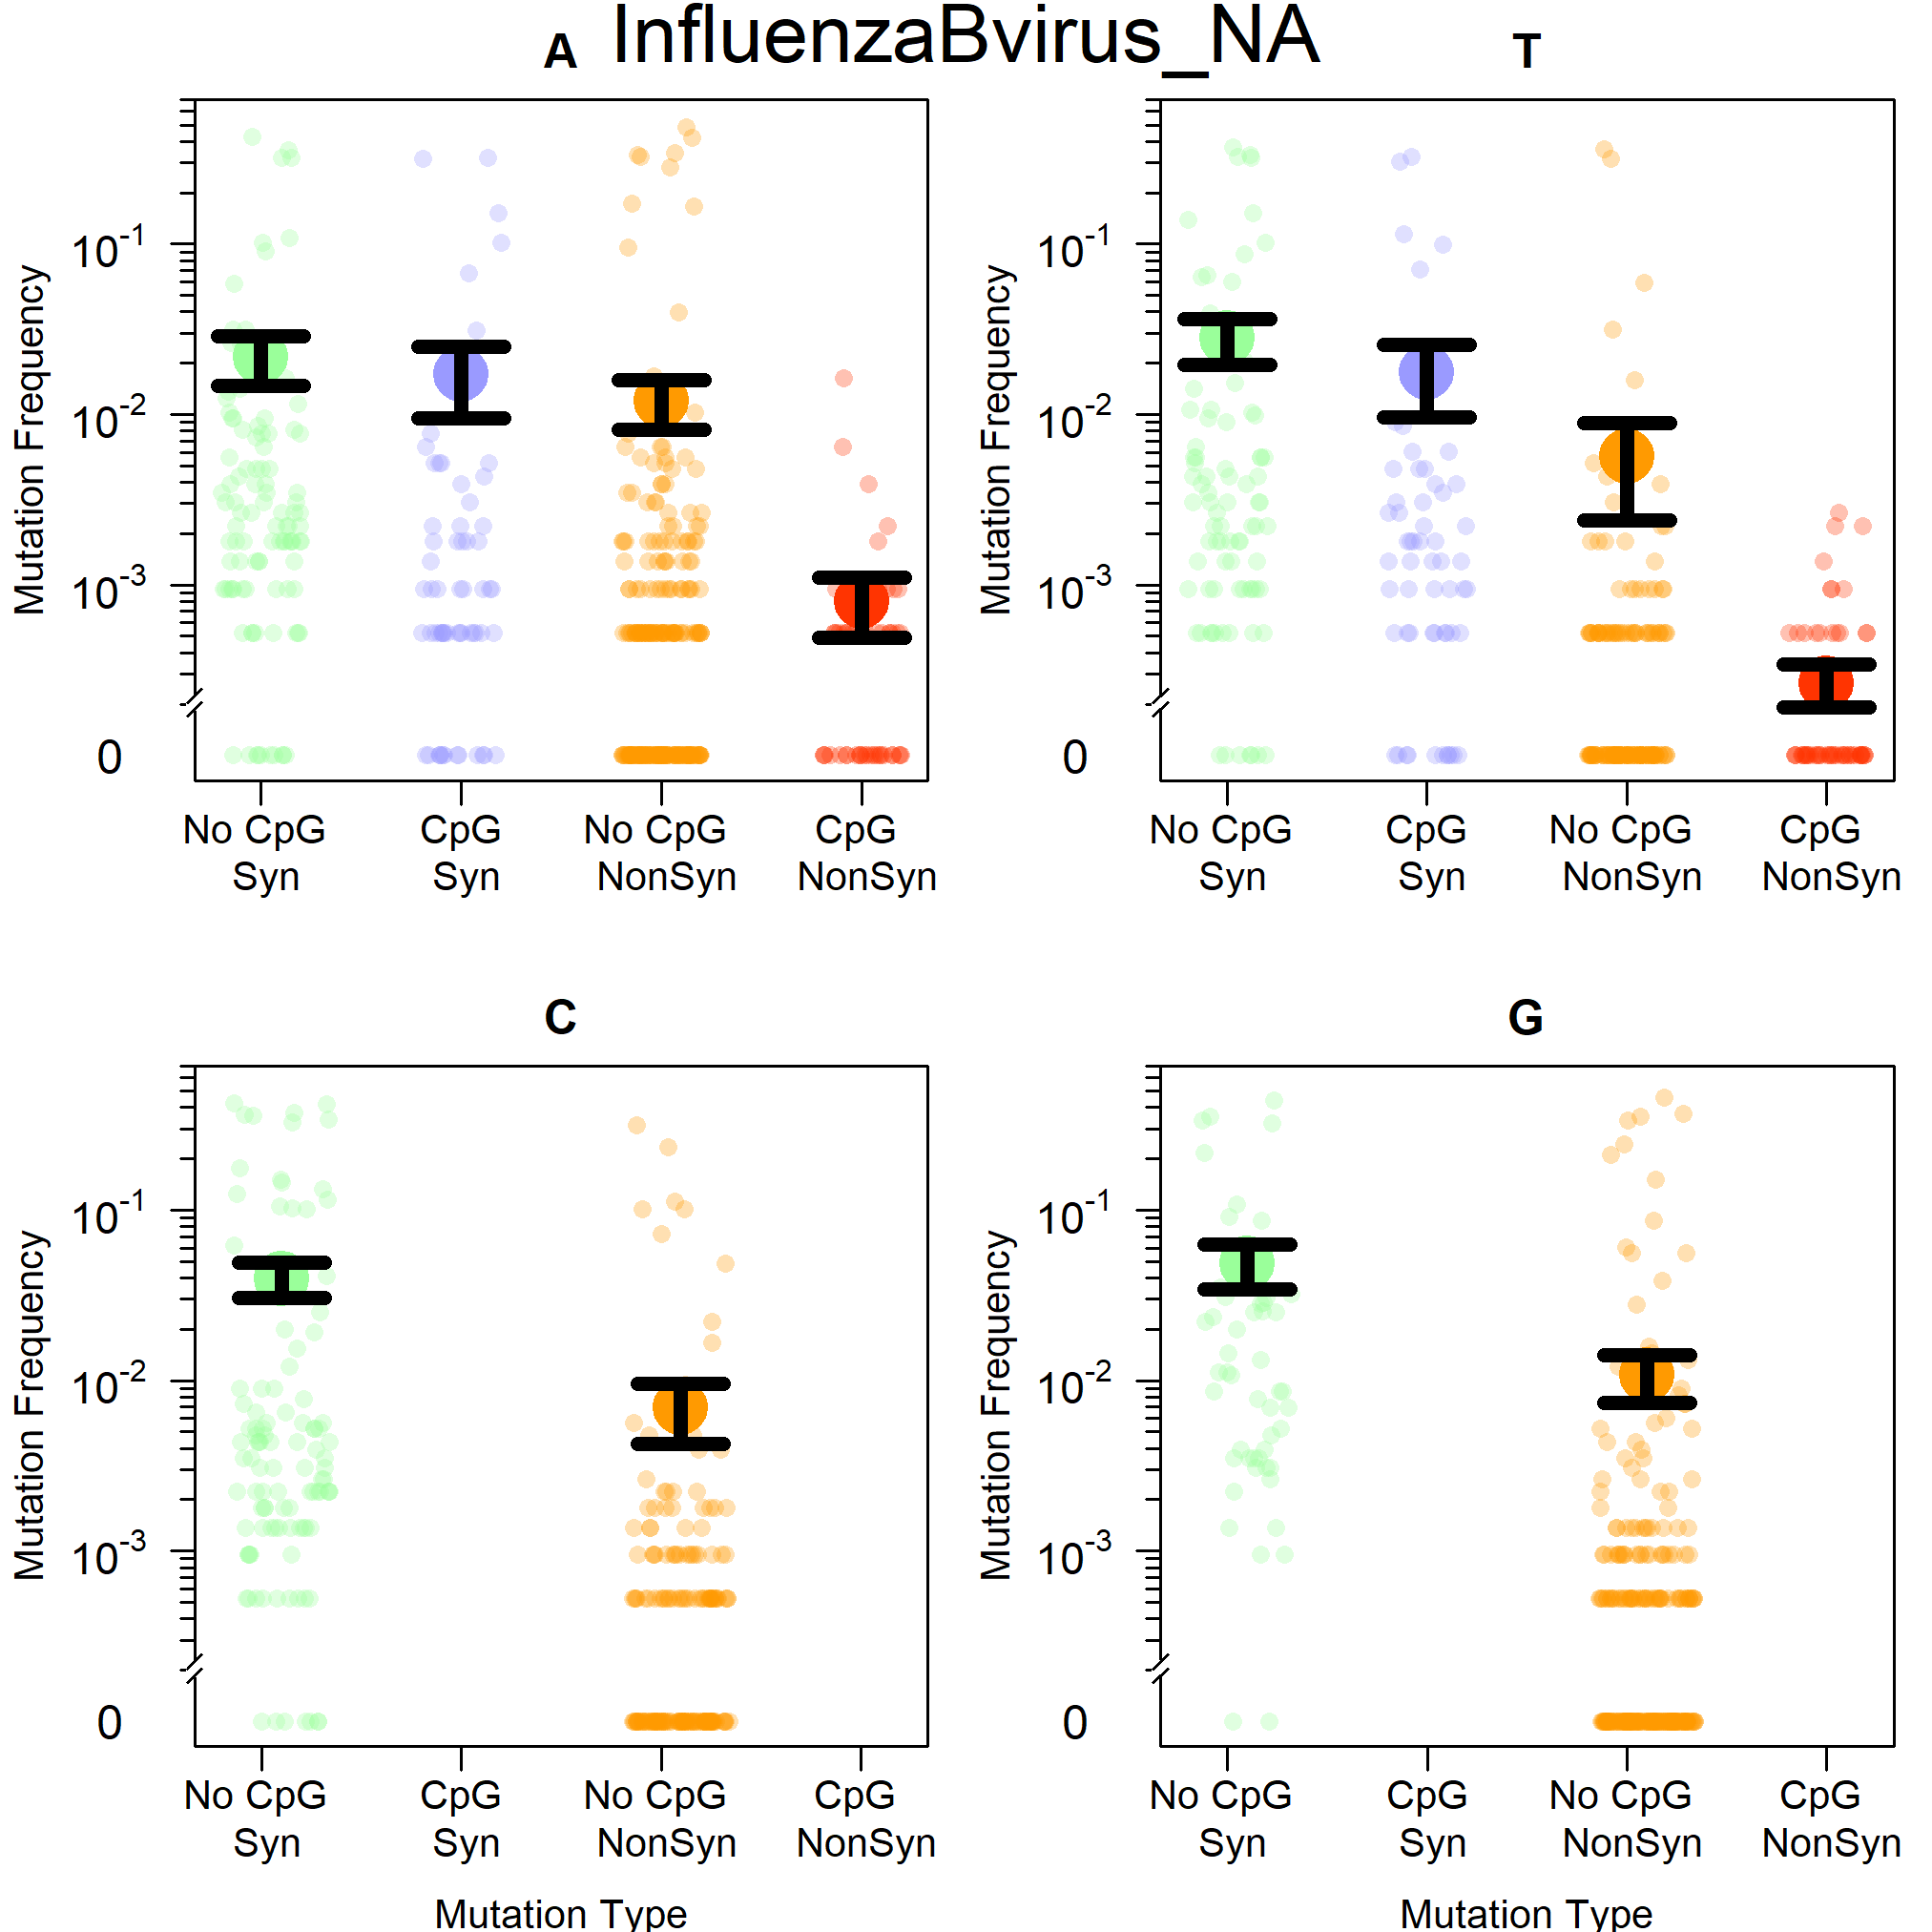 InfluenzaBvirus_NA
A
Mutation Frequency
10^-1
10^-2
10^-3
0
No CpG Syn
CpG Syn
No CpG NonSyn
CpG NonSyn
T
Mutation Frequency
10^-1
10^-2
10^-3
0
No CpG Syn
CpG Syn
No CpG NonSyn
CpG NonSyn
C
Mutation Frequency
10^-1
10^-2
10^-3
0
No CpG Syn
CpG Syn
No CpG NonSyn
CpG NonSyn
Mutation Type
G
Mutation Frequency
10^-1
10^-2
10^-3
0
No CpG Syn
CpG Syn
No CpG NonSyn
CpG NonSyn
Mutation Type